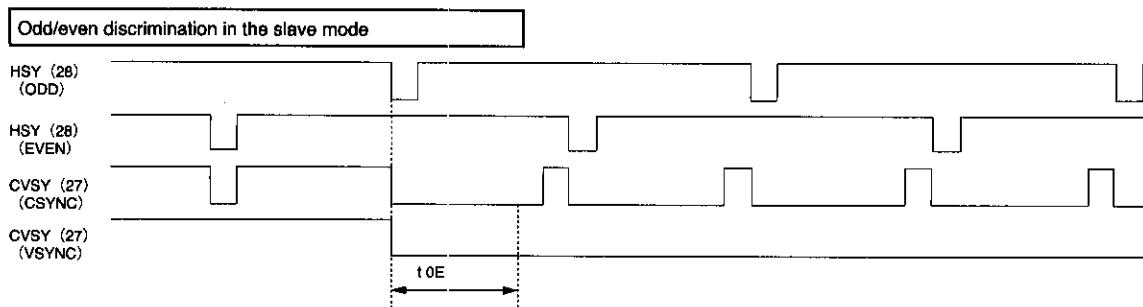 Odd/even discrimination in the slave mode
HSY (28)
(ODD)
HSY (28)
(EVEN)
CVSY (27)
(CSYNC)
CVSY (27)
(VSYNC)
t 0E